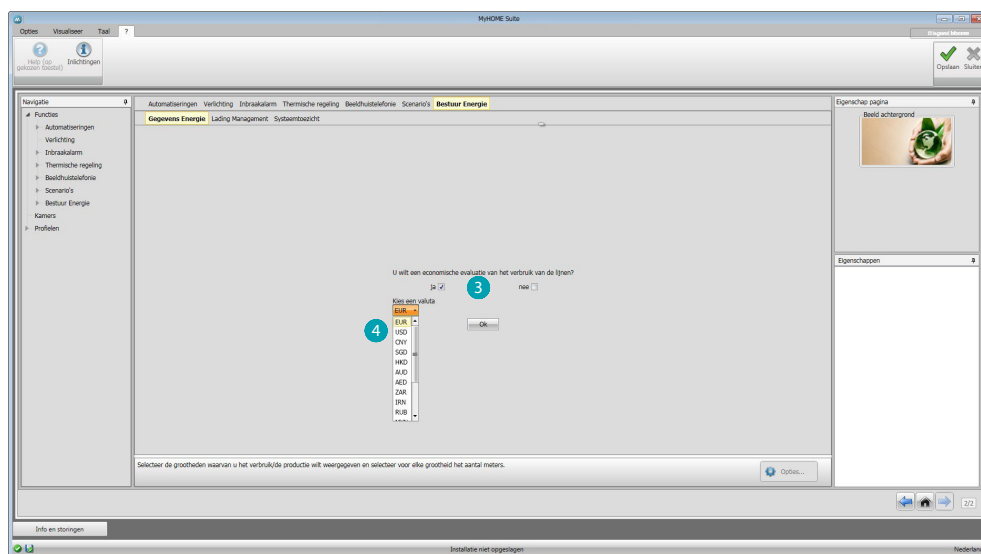 MyHOME Suite
Opties Visualiseer Taal ?
Help (op gekozen toestel)
Inlichtingen
Opslaan Sluiten
Navigatie
Functies
Automatiseringen
Verlichting
Inbraakalarm
Thermische regeling
Beeldhuistelefonie
Scenario's
Bestuur Energie
Kamers
Profielen
Automatiseringen Verlichting Inbraakalarm Thermische regeling Beeldhuistelefonie Scenario's Bestuur Energie
Gegevens Energie Lading Management Systeemtoezicht
U wilt een economische evaluatie van het verbruik van de lijnen?
ja 3 nee
Kies een valuta
EUR
4
EUR
USD
CNY
SGD
HKD
AUD
AED
ZAR
IRN
RUB
Ok
Selecteer de grootheden waarvan u het verbruik/de productie wilt weergegeven en selecteer voor elke grootheid het aantal meters.
Opties...
Eigenschap pagina
Beeld achtergrond
Eigenschappen
2/2
Info en storingen
Installatie niet opgeslagen
Nederlan